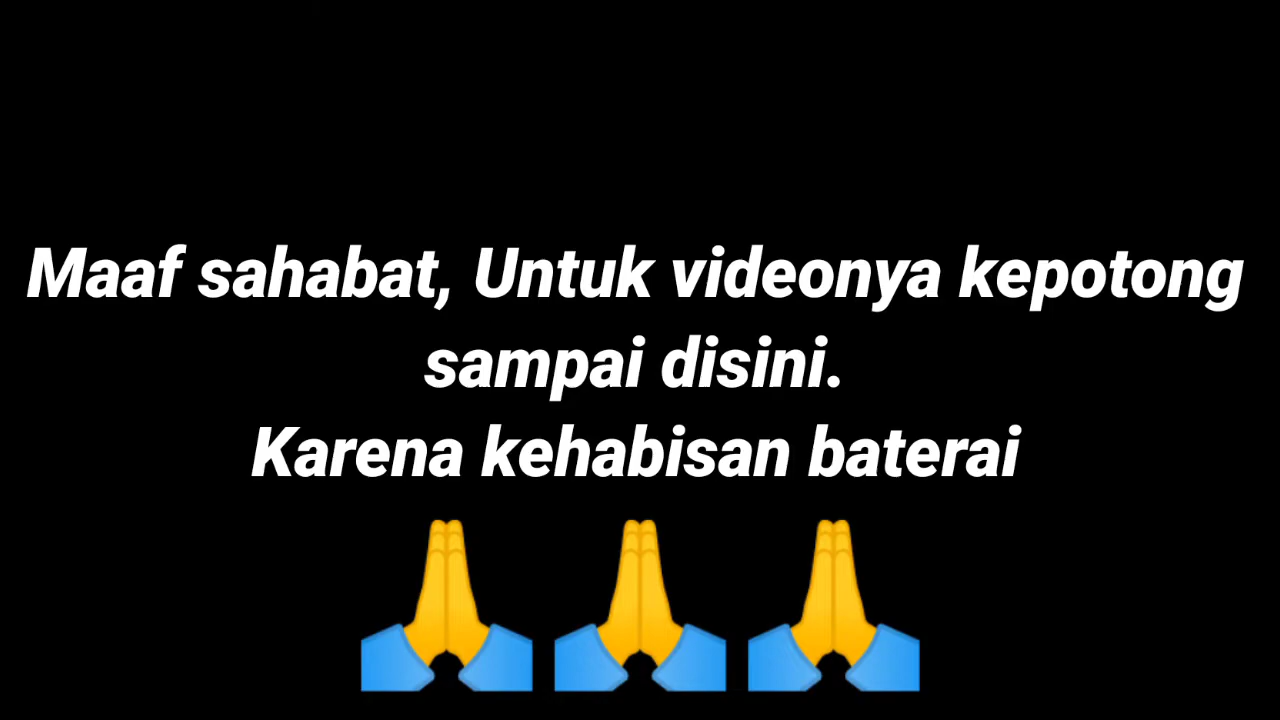 Maaf sahabat, Untuk videonya kepotong
sampai disini.
Karena kehabisan baterai
🙏🙏🙏